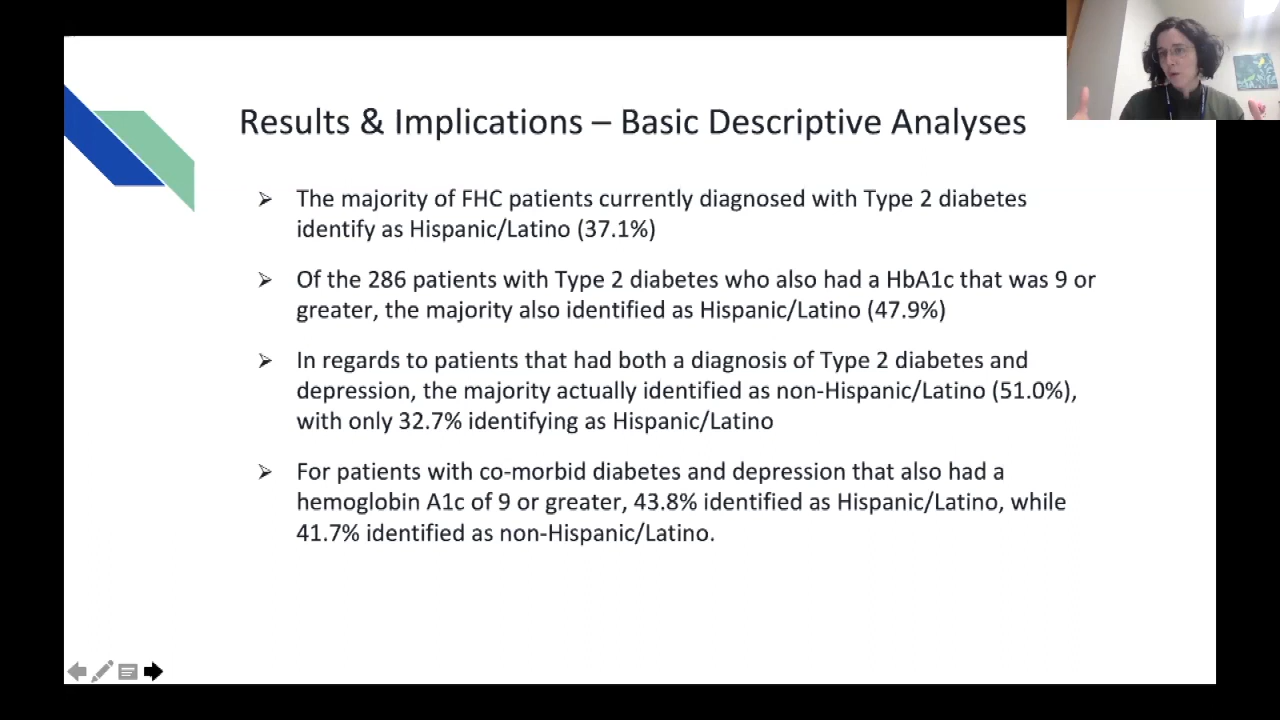 Results & Implications – Basic Descriptive Analyses
The majority of FHC patients currently diagnosed with Type 2 diabetes
identify as Hispanic/Latino (37.1%)
Of the 286 patients with Type 2 diabetes who also had a HbA1c that was 9 or
greater, the majority also identified as Hispanic/Latino (47.9%)
In regards to patients that had both a diagnosis of Type 2 diabetes and
depression, the majority actually identified as non-Hispanic/Latino (51.0%),
with only 32.7% identifying as Hispanic/Latino
For patients with co-morbid diabetes and depression that also had a
hemoglobin A1c of 9 or greater, 43.8% identified as Hispanic/Latino, while
41.7% identified as non-Hispanic/Latino.